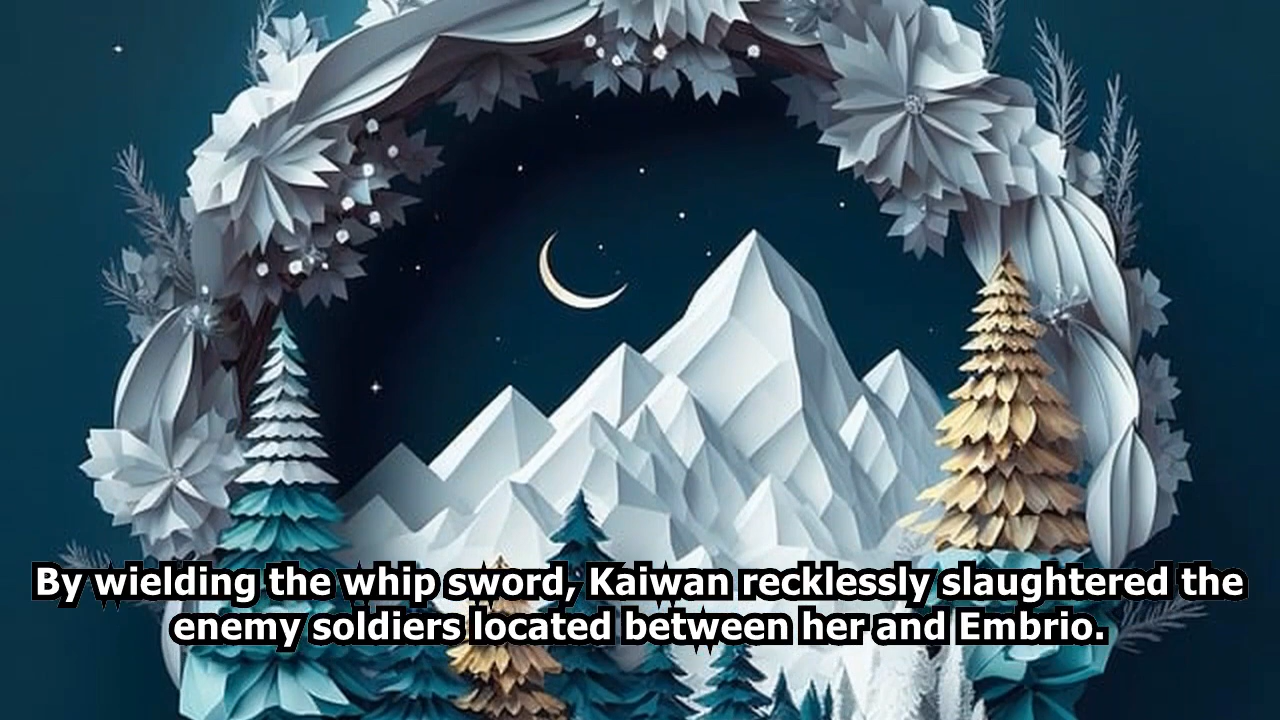 By wielding the whip sword, Kaiwan recklessly slaughtered the
enemy soldiers located between her and Embrio.